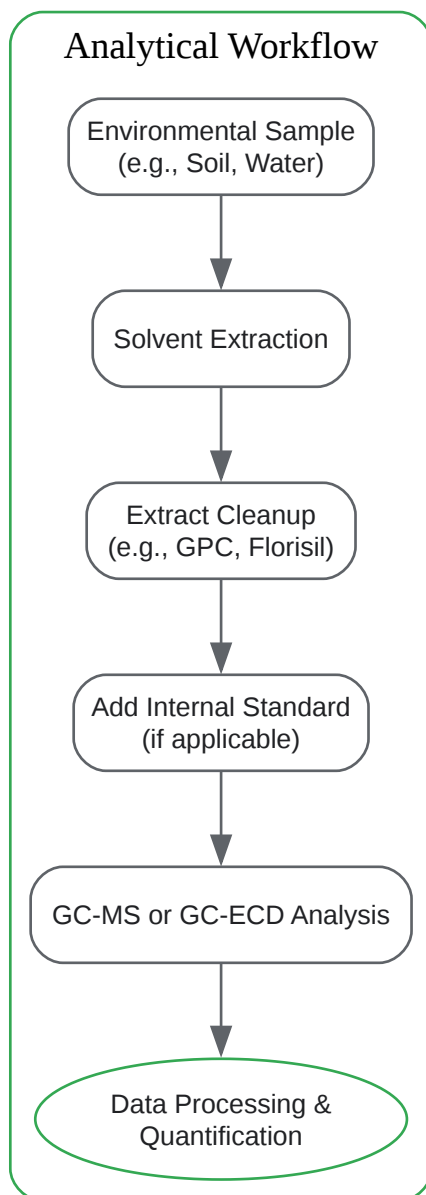 Analytical Workflow
Environmental Sample
(e.g., Soil, Water)
Solvent Extraction
Extract Cleanup
(e.g., GPC, Florisil)
Add Internal Standard
(if applicable)
GC-MS or GC-ECD Analysis
Data Processing &
Quantification